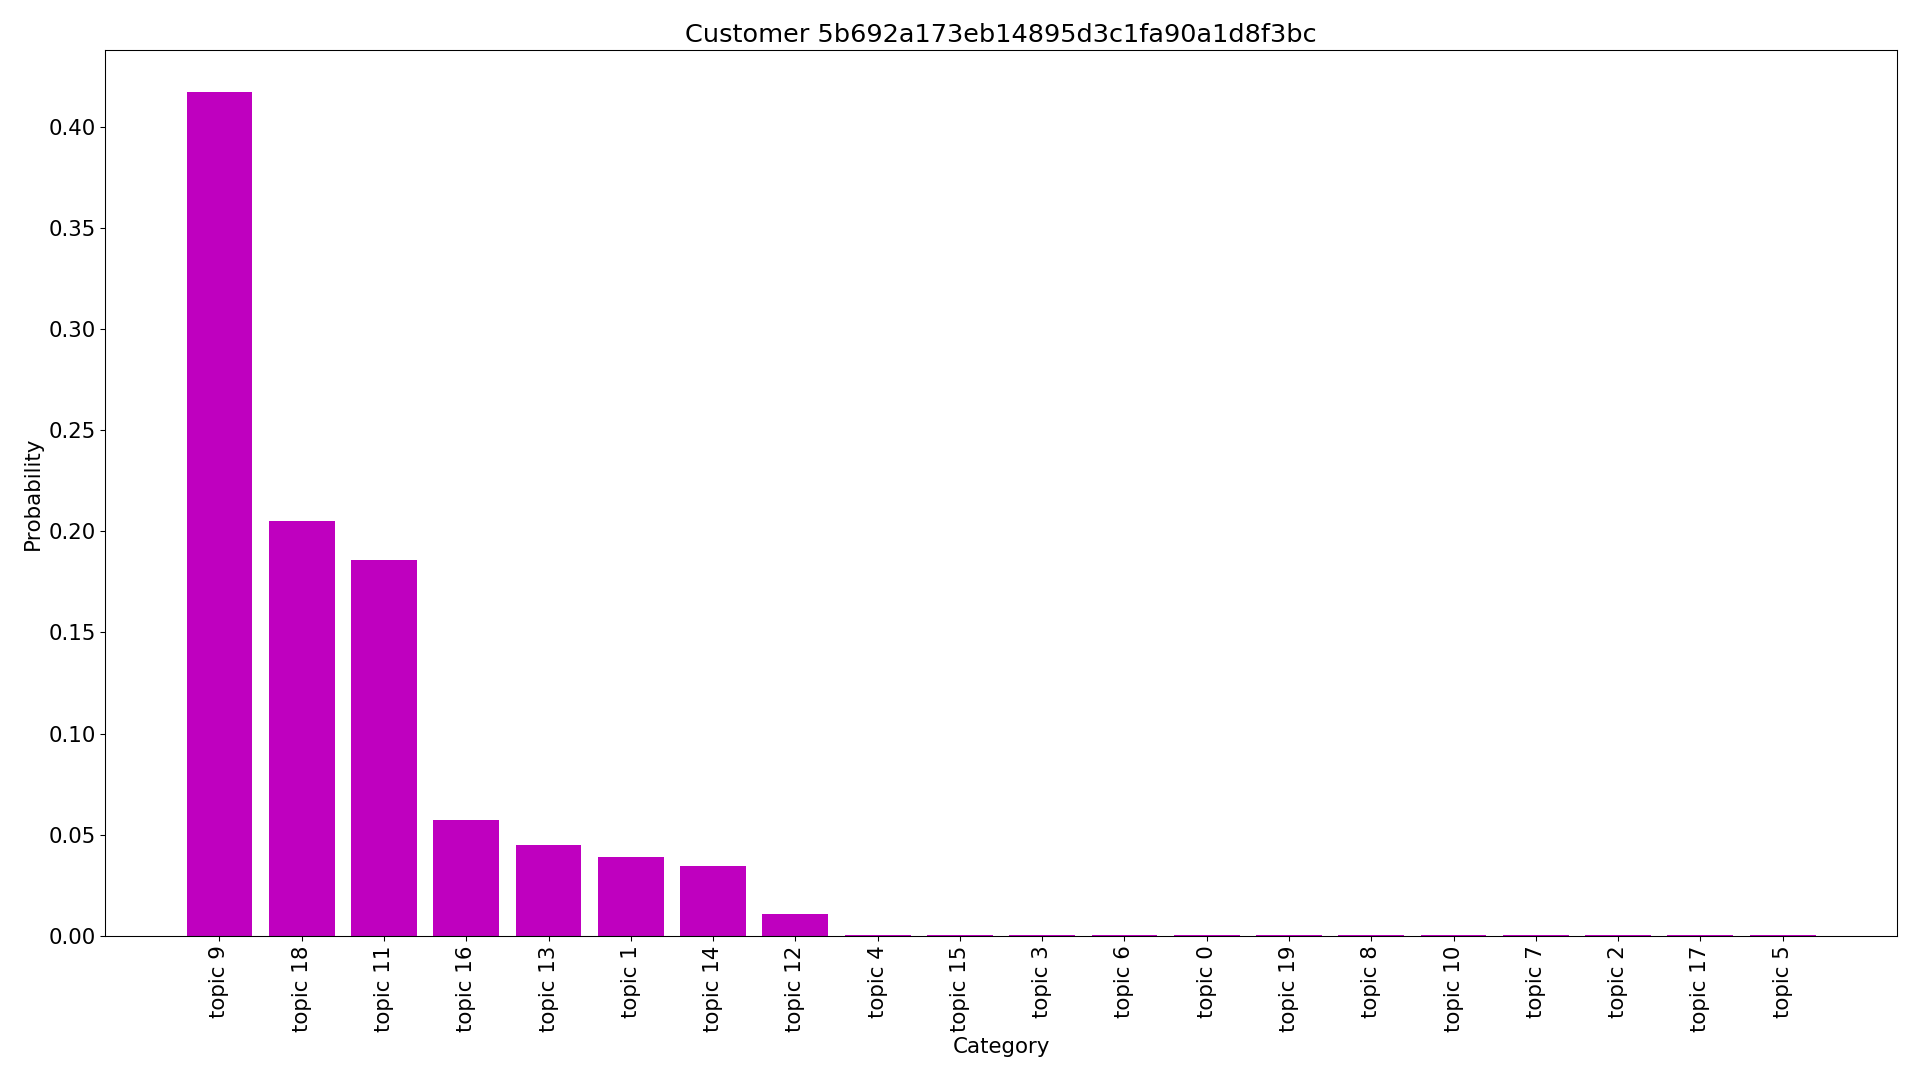 Customer 5b692a173eb14895d3c1fa90a1d8f3bc
Probability
0.40
0.35
0.30
0.25
0.20
0.15
0.10
0.05
0.00
topic 9
topic 18
topic 11
topic 16
topic 13
topic 1
topic 14
topic 12
topic 4
topic 15
topic 3
topic 6
topic 0
topic 19
topic 8
topic 10
topic 7
topic 2
topic 17
topic 5
Category